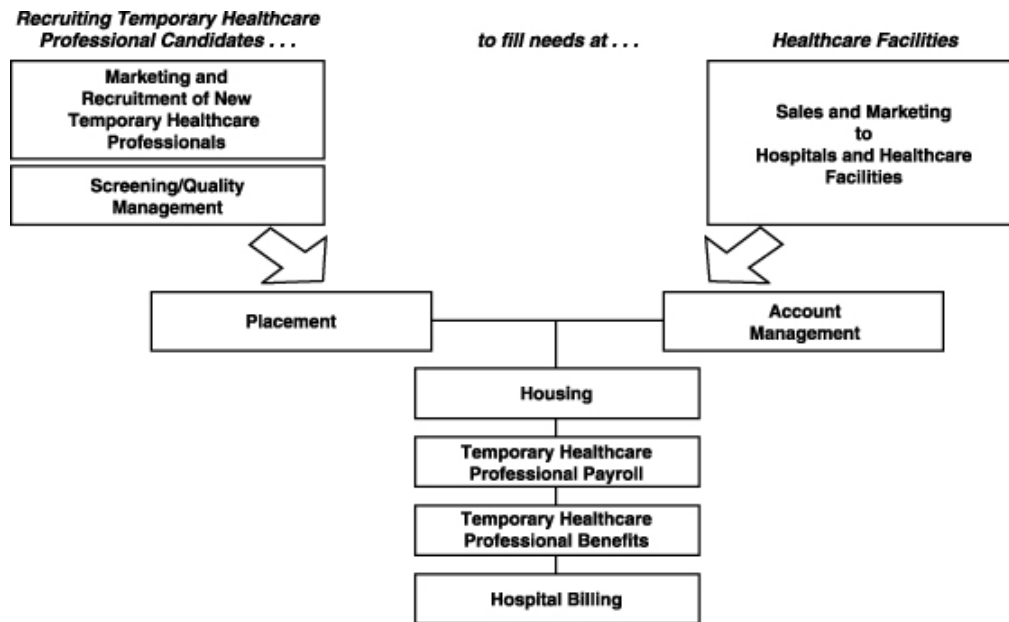 Recruiting Temporary Healthcare
Professional Candidates . . .
to fill needs at . . .
Healthcare Facilities
Marketing and
Recruitment of New
Temporary Healthcare
Professionals
Sales and Marketing
to
Hospitals and Healthcare
Facilities
Screening/Quality
Management
Placement
Account
Management
Housing
Temporary Healthcare
Professional Payroll
Temporary Healthcare
Professional Benefits
Hospital Billing